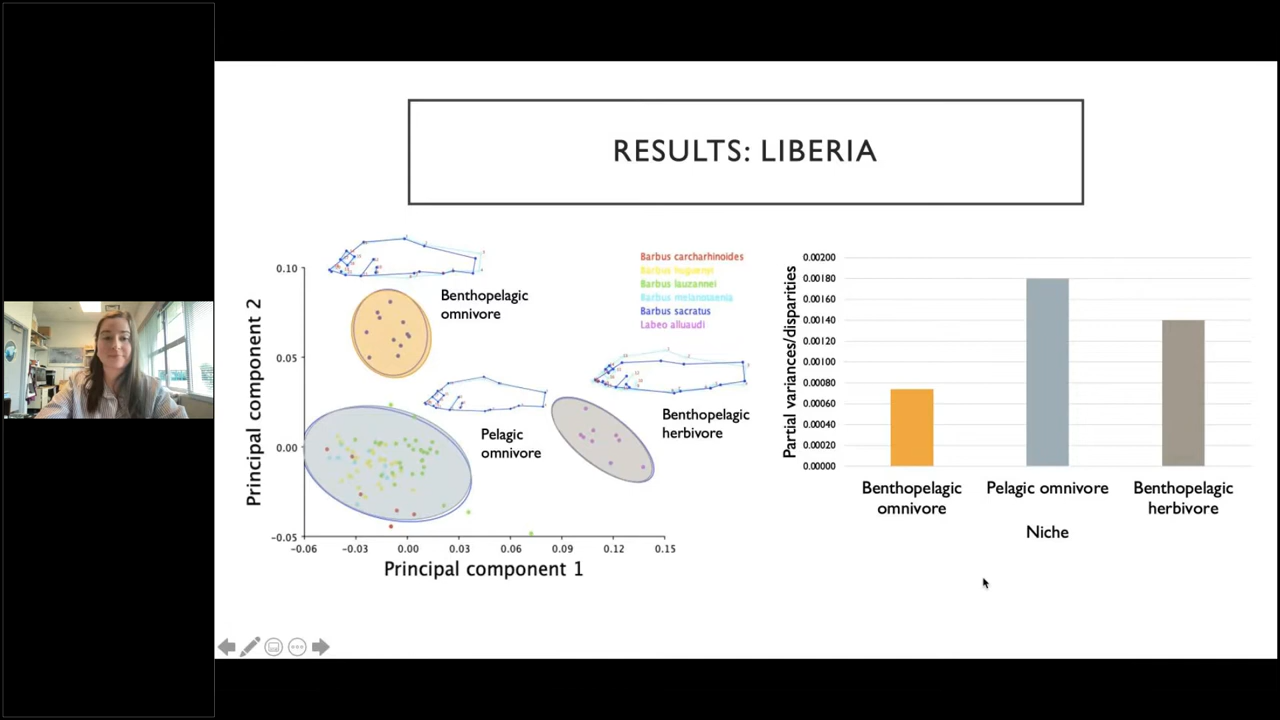 RESULTS: LIBERIA
Principal component 2
0.10
0.05
0.00
-0.05
-0.06
-0.03
0.00
0.03
0.06
0.09
0.12
0.15
Principal component 1
Benthopelagic
omnivore
Pelagic
omnivore
Benthopelagic
herbivore
Barbus carcharhinoides
Barbus huguenyi
Barbus lauzannei
Barbus melanotaenia
Barbus sacratus
Labeo alluaudi
Partial variances/disparities
0.00200
0.00180
0.00160
0.00140
0.00120
0.00100
0.00080
0.00060
0.00040
0.00020
0.00000
Benthopelagic
omnivore
Pelagic omnivore
Benthopelagic
herbivore
Niche